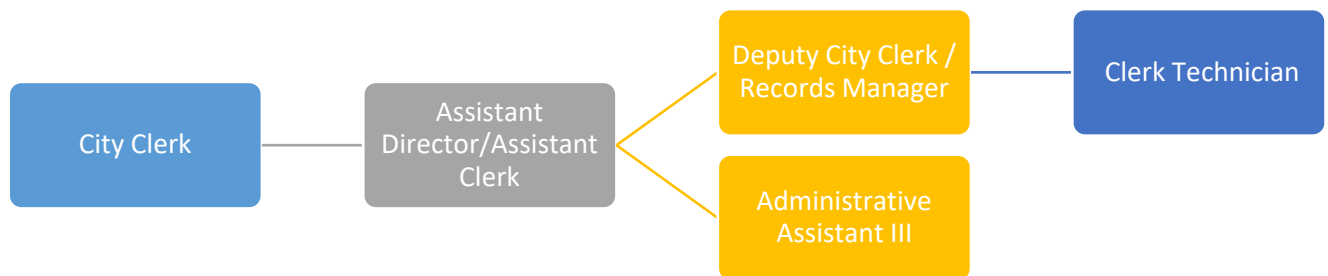 City Clerk
Assistant
Director/Assistant
Clerk
Deputy City Clerk /
Records Manager
Administrative
Assistant III
Clerk Technician